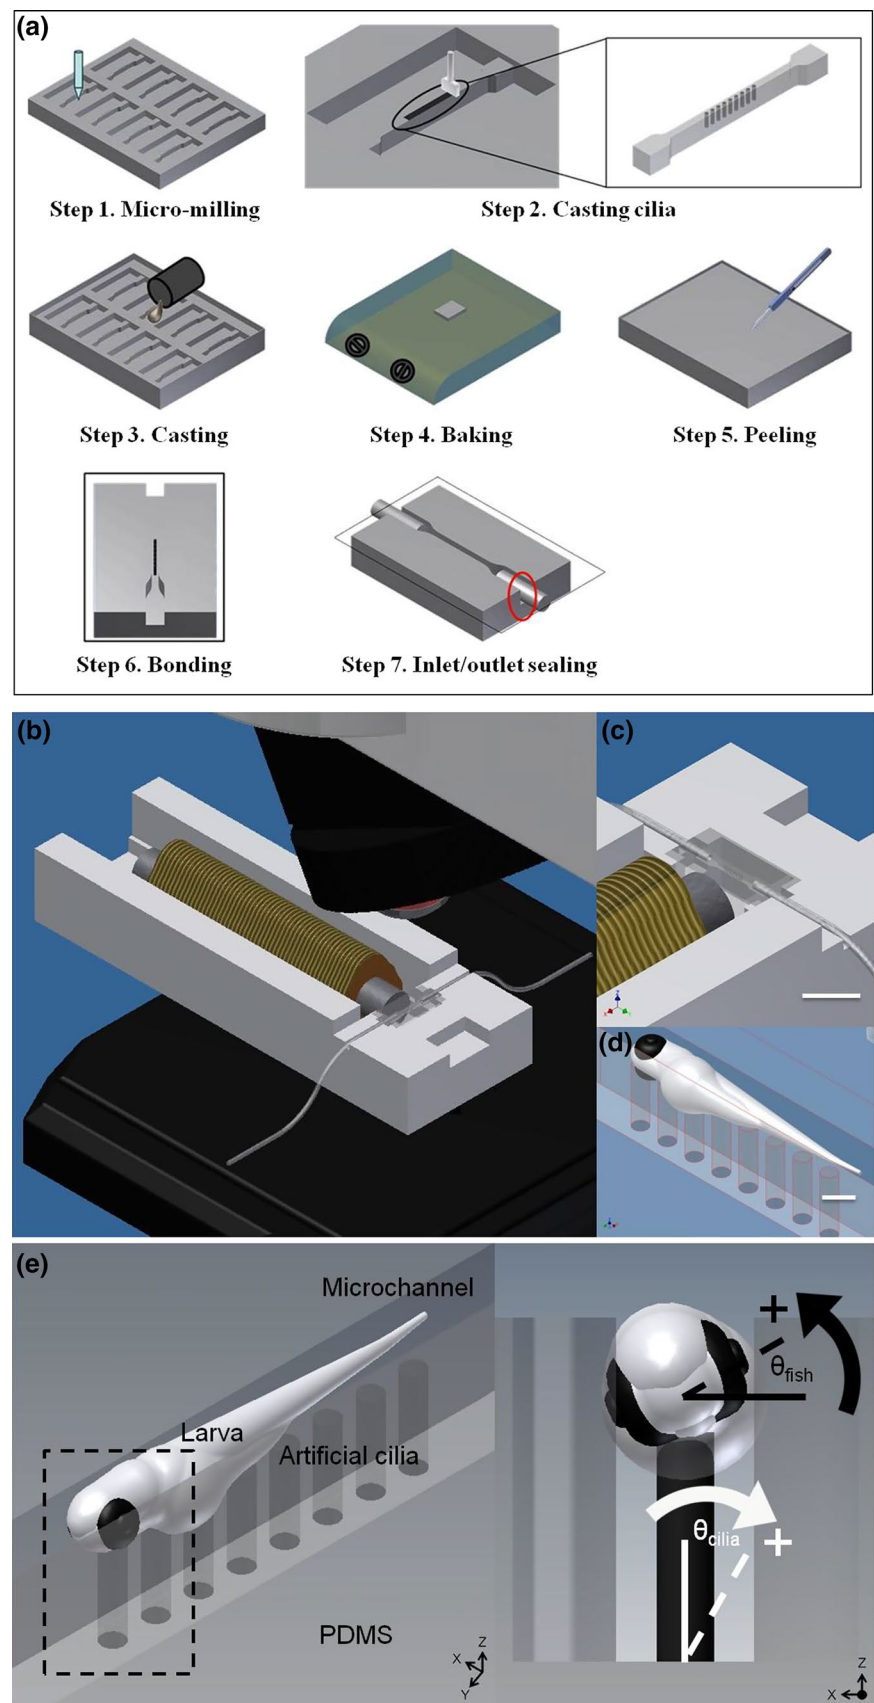 (a)
Step 1. Micro-milling
Step 2. Casting cilia
Step 3. Casting
Step 4. Baking
Step 5. Peeling
Step 6. Bonding
Step 7. Inlet/outlet sealing
(b)
(c)
(d)
(e)
Microchannel
Larva
Artificial cilia
PDMS
X Z Y
+
θfish
θcilia
+
Z
X